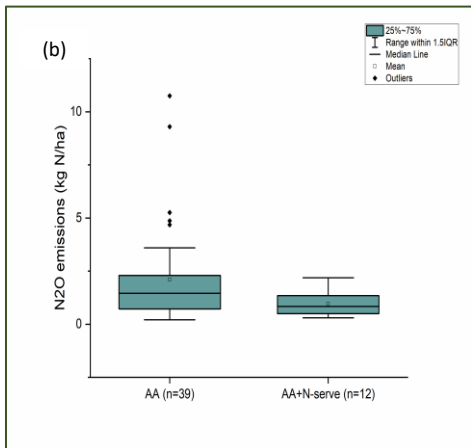 (b)
25%~75%
Range within 1.5IQR
Median Line
Mean
Outliers
N2O emissions (kg N/ha)
10
5
0
AA (n=39)
AA+N-serve (n=12)